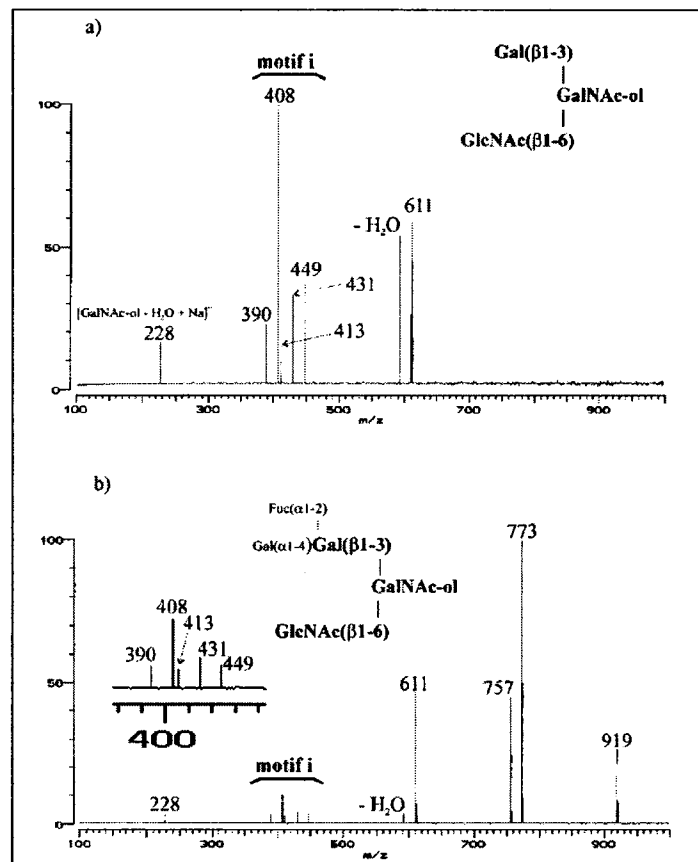 a)
motif i
Gal(β1-3)
GalNAc-ol
GlcNAc(β1-6)
100
408
611
- H₂O
50
449
431
[GalNAc-ol - H₂O + Na]⁺
390
413
228
0
100 300 500 700 900
m/z
b)
Fuc(α1-2)
100
773
Gal(α1-4)Gal(β1-3)
GalNAc-ol
408
413
GlcNAc(β1-6)
390
431
449
50
611
757
400
919
motif i
228
- H₂O
0
100 300 500 700 900
m/z